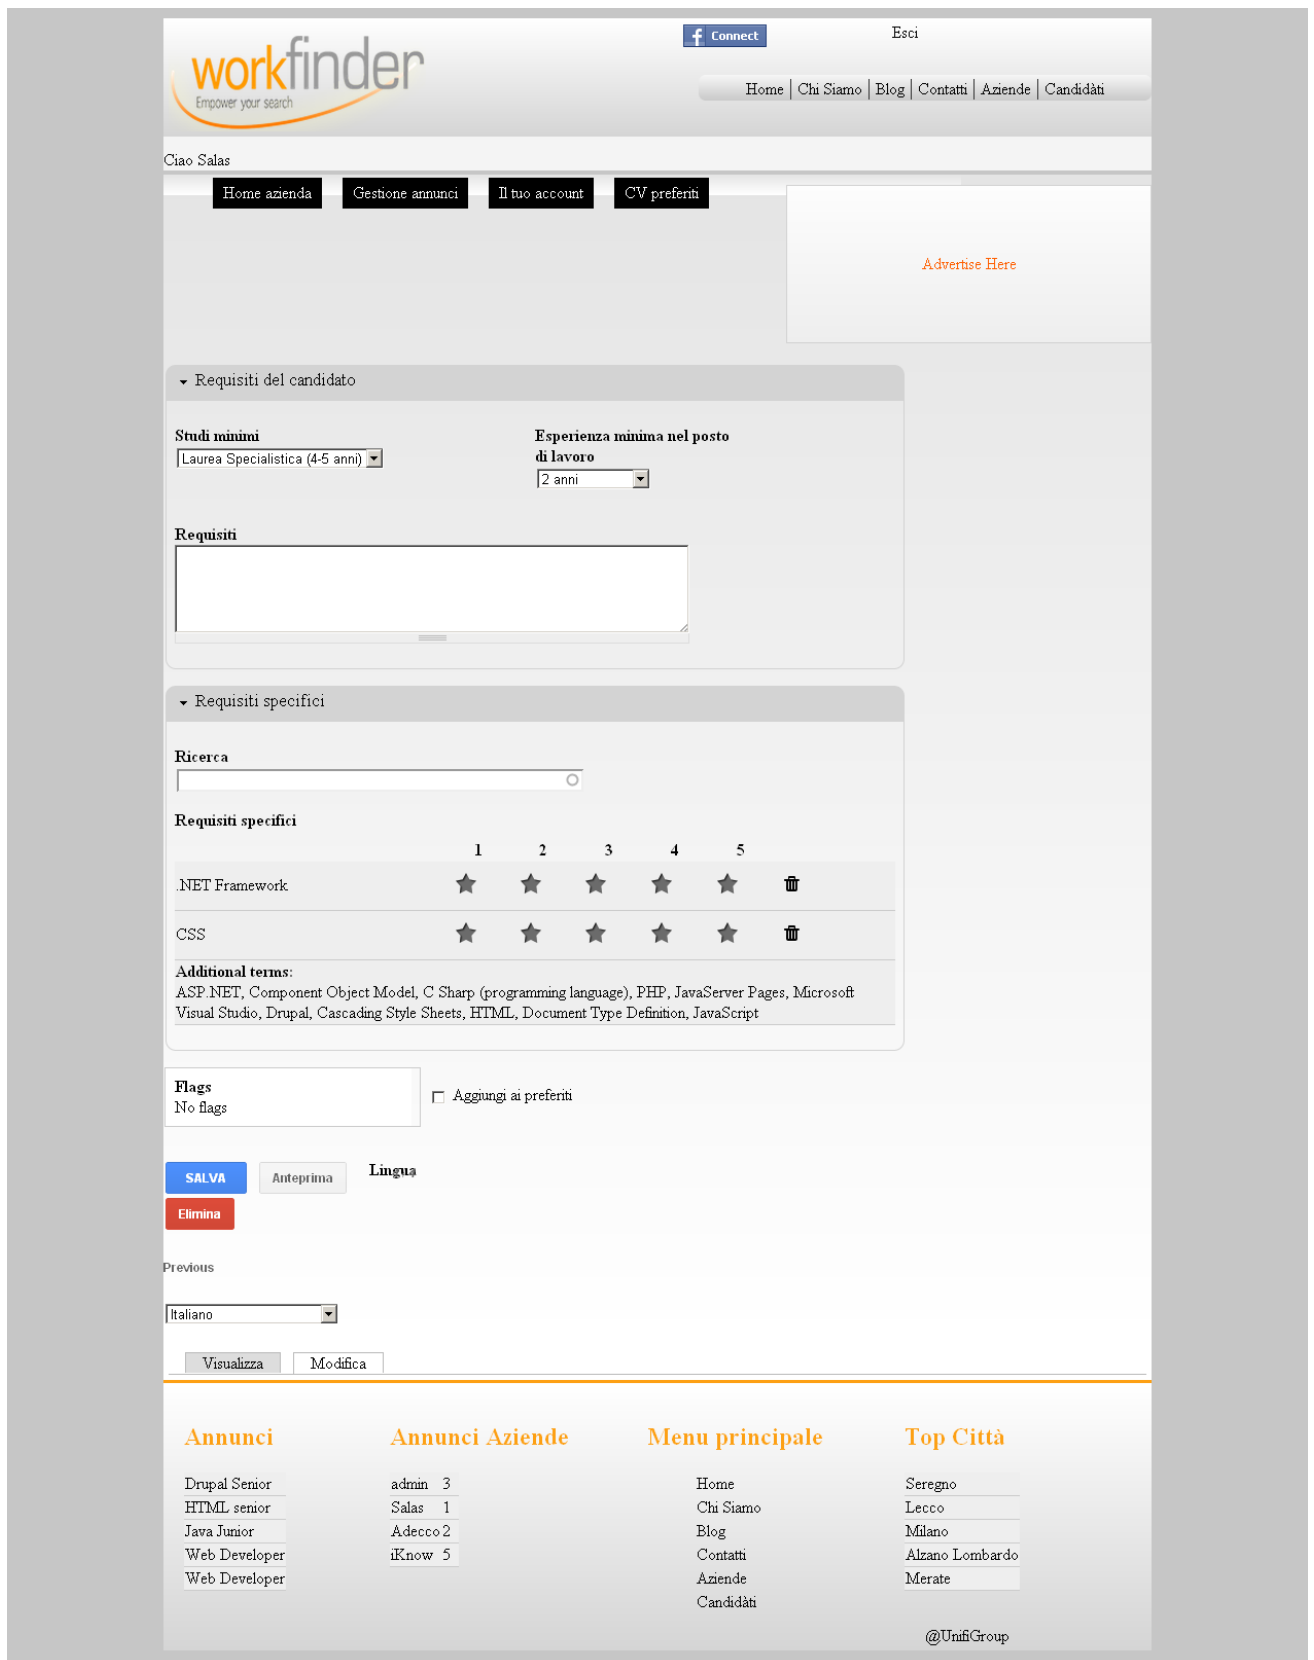 workfinder
Empower your search
f Connect
Esci
Home | Chi Siamo | Blog | Contatti | Aziende | Candidàti
Ciao Salas
Home azienda
Gestione annunci
Il tuo account
CV preferiti
Advertise Here
Requisiti del candidato
Studi minimi
Laurea Specialistica (4-5 anni)
Esperienza minima nel posto
di lavoro
2 anni
Requisiti
Requisiti specifici
Ricerca
Requisiti specifici
1 2 3 4 5
.NET Framework
CSS
Additional terms:
ASP.NET, Component Object Model, C Sharp (programming language), PHP, JavaServer Pages, Microsoft
Visual Studio, Drupal, Cascading Style Sheets, HTML, Document Type Definition, JavaScript
Flags
No flags
Aggiungi ai preferiti
SALVA
Anteprima
Lingua
Elimina
Previous
Italiano
Visualizza
Modifica
Annunci
Drupal Senior
HTML senior
Java Junior
Web Developer
Web Developer
Annunci Aziende
admin 3
Salas 1
Adecco 2
iKnow 5
Menu principale
Home
Chi Siamo
Blog
Contatti
Aziende
Candidàti
Top Città
Seregno
Lecco
Milano
Alzano Lombardo
Merate
@UnifiGroup